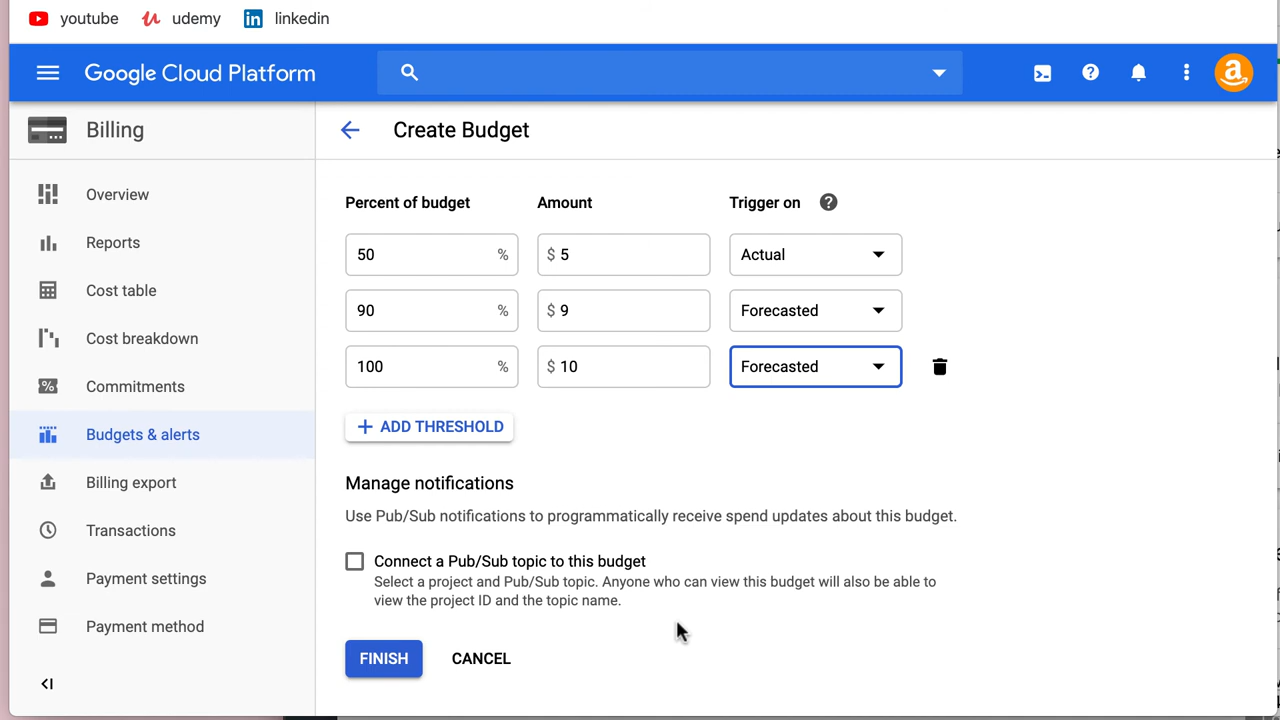 youtube udemy linkedin
Google Cloud Platform
Billing
Create Budget
Overview
Reports
Cost table
Cost breakdown
Commitments
Budgets & alerts
Billing export
Transactions
Payment settings
Payment method
Percent of budget Amount Trigger on
50 % $ 5 Actual
90 % $ 9 Forecasted
100 % $ 10 Forecasted
+ ADD THRESHOLD
Manage notifications
Use Pub/Sub notifications to programmatically receive spend updates about this budget.
Connect a Pub/Sub topic to this budget
Select a project and Pub/Sub topic. Anyone who can view this budget will also be able to
view the project ID and the topic name.
FINISH CANCEL